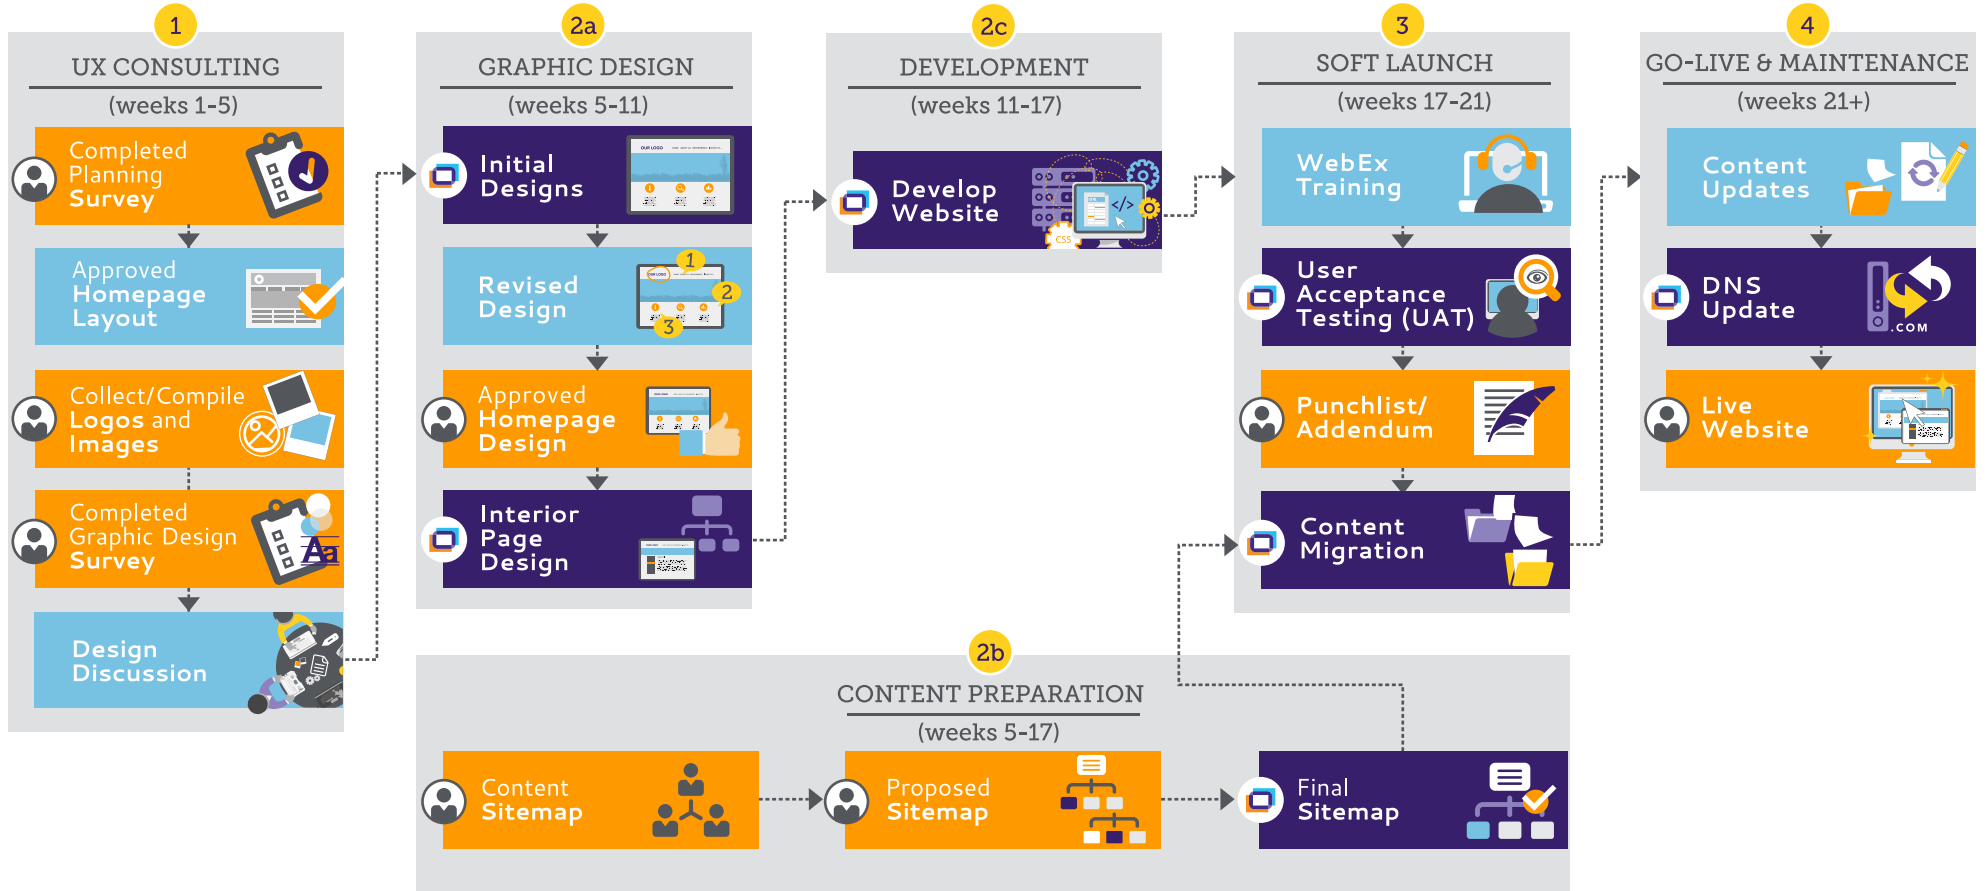 1
UX CONSULTING
(weeks 1-5)
Completed
Planning
Survey
Approved
Homepage
Layout
Collect/Compile
Logos and
Images
Completed
Graphic Design
Survey
Aa
Design
Discussion
2a
GRAPHIC DESIGN
(weeks 5-11)
Initial
Designs
OUR LOGO
Revised
Design
OUR LOGO
1
2
3
Approved
Homepage
Design
Interior
Page
Design
2c
DEVELOPMENT
(weeks 11-17)
Develop
Website
</>
CSS
3
SOFT LAUNCH
(weeks 17-21)
WebEx
Training
User
Acceptance
Testing (UAT)
Punchlist/
Addendum
Content
Migration
4
GO-LIVE & MAINTENANCE
(weeks 21+)
Content
Updates
DNS
Update
.COM
Live
Website
2b
CONTENT PREPARATION
(weeks 5-17)
Content
Sitemap
Proposed
Sitemap
Final
Sitemap